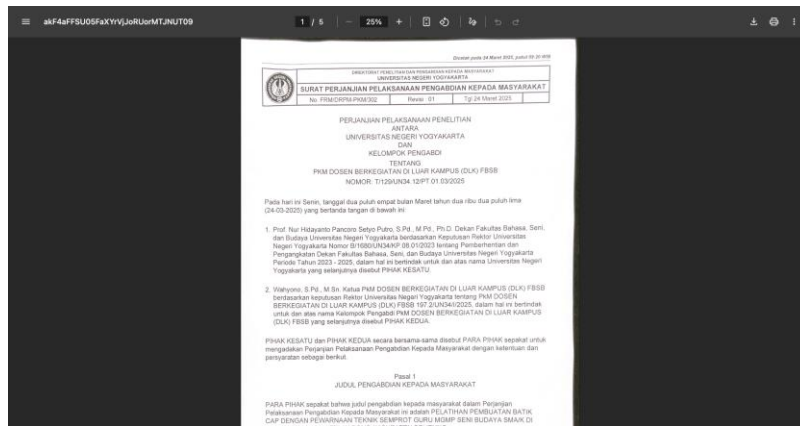 akF4aFFSU05FaXYrVjJoRUorMTJNUT09
1 / 5
25%
Dicetak pada 24 Maret 2025, pukul
DIREKTORAT PENELITIAN DAN PENGABDIAN KEPADA MASYARAKAT
UNIVERSITAS NEGERI YOGYAKARTA
SURAT PERJANJIAN PELAKSANAAN PENGABDIAN KEPADA MASYARAKAT
No. FRM/DRPM-PKM/302 Revisi 01 Tgl 24 Maret 2025
PERJANJIAN PELAKSANAAN PENELITIAN
ANTARA
UNIVERSITAS NEGERI YOGYAKARTA
DAN
KELOMPOK PENGABDI
TENTANG
PKM DOSEN BERKEGIATAN DI LUAR KAMPUS (DLK) FBSB
NOMOR: T/129/UN34.12/PT 01.03/2025
Pada hari ini Senin, tanggal dua puluh empat bulan Maret tahun dua ribu dua puluh lima
(24-03-2025) yang bertanda tangan di bawah ini:
1. Prof. Nur Hidayanto Pancoro Setyo Putro, S.Pd., M.Pd., Ph.D. Dekan Fakultas Bahasa, Seni,
dan Budaya Universitas Negeri Yogyakarta berdasarkan Keputusan Rektor Universitas
Negeri Yogyakarta Nomor B/1680/UN34/KP 08 01/2023 tentang Pemberhentian dan
Pengangkatan Dekan Fakultas Bahasa, Seni, dan Budaya Universitas Negeri Yogyakarta
Periode Tahun 2023 - 2025, dalam hal ini bertindak untuk dan atas nama Universitas Negeri
Yogyakarta yang selanjutnya disebut PIHAK KESATU.
2. Wahyono, S.Pd., M.Sn. Ketua PkM DOSEN BERKEGIATAN DI LUAR KAMPUS (DLK) FBSB
berdasarkan keputusan Rektor Universitas Negeri Yogyakarta tentang PkM DOSEN
BERKEGIATAN DI LUAR KAMPUS (DLK) FBSB 197.2/UN34/I/2025, dalam hal ini bertindak
untuk dan atas nama Kelompok Pengabdi PkM DOSEN BERKEGIATAN DI LUAR KAMPUS
(DLK) FBSB yang selanjutnya disebut PIHAK KEDUA.
PIHAK KESATU dan PIHAK KEDUA secara bersama-sama disebut PARA PIHAK sepakat untuk
mengadakan Perjanjian Pelaksanaan Pengabdian Kepada Masyarakat dengan ketentuan dan
persyaratan sebagai berikut.
Pasal 1
JUDUL PENGABDIAN KEPADA MASYARAKAT
PARA PIHAK sepakat bahwa judul pengabdian kepada masyarakat dalam Perjanjian
Pelaksanaan Pengabdian Kepada Masyarakat ini adalah PELATIHAN PEMBUATAN BATIK
CAP DENGAN PEWARNAAN TEKNIK SEMPROT GURU MGMP SENI BUDAYA SMA/K DI